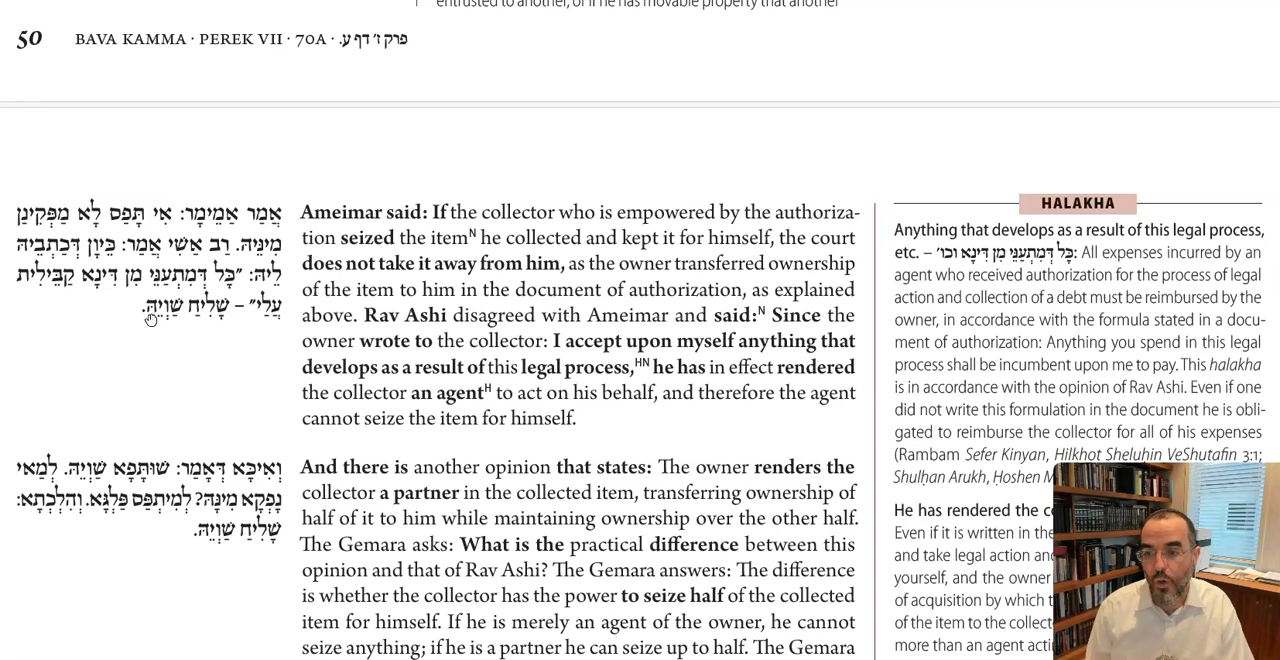 entrusted to another, or if he has movable property that another
50 BAVA KAMMA · PEREK VII · 70A · פרק ז׳ דף ע.
אֲמַר אַמֵימָר: אִי תָּפַס לָא מַפְּקִינַן
מִינֵּיהּ. רַב אַשִׁי אֲמַר: כֵּיוָן דְּכָתְבֵיהּ
לֵיהּ: ״כׇּל דְּמִתְעַנֵּי מִן דִּינָא קַבֵּילִית
עֲלַי״ – שָׁלִיחַ שַׁוְּיֵהּ.
Ameimar said: If the collector who is empowered by the authoriza-
tion seized the itemᴺ he collected and kept it for himself, the court
does not take it away from him, as the owner transferred ownership
of the item to him in the document of authorization, as explained
above. Rav Ashi disagreed with Ameimar and said:ᴺ Since the
owner wrote to the collector: I accept upon myself anything that
develops as a result of this legal process,ᴴᴺ he has in effect rendered
the collector an agentᴴ to act on his behalf, and therefore the agent
cannot seize the item for himself.
וְאִיכָּא דְּאָמַר: שׁוּתָּפָא שַׁוְּיֵהּ. לְמַאי
נָפְקָא מִינַּהּ? לְמִיתְפַּס פַּלְגָּא. וְהִלְכְתָא:
שָׁלִיחַ שַׁוְּיֵהּ.
And there is another opinion that states: The owner renders the
collector a partner in the collected item, transferring ownership of
half of it to him while maintaining ownership over the other half.
The Gemara asks: What is the practical difference between this
opinion and that of Rav Ashi? The Gemara answers: The difference
is whether the collector has the power to seize half of the collected
item for himself. If he is merely an agent of the owner, he cannot
seize anything; if he is a partner he can seize up to half. The Gemara
HALAKHA
Anything that develops as a result of this legal process,
etc. – כׇּל דְּמִתְעַנֵּי מִן דִּינָא וכו׳: All expenses incurred by an
agent who received authorization for the process of legal
action and collection of a debt must be reimbursed by the
owner, in accordance with the formula stated in a docu-
ment of authorization: Anything you spend in this legal
process shall be incumbent upon me to pay. This halakha
is in accordance with the opinion of Rav Ashi. Even if one
did not write this formulation in the document he is obli-
gated to reimburse the collector for all of his expenses
(Rambam Sefer Kinyan, Hilkhot Sheluhin VeShutafin 3:1;
Shulḥan Arukh, Ḥoshen
He has rendered the
Even if it is written in the
and take legal action
yourself, and the owner
of acquisition by which
of the item to the
more than an agent